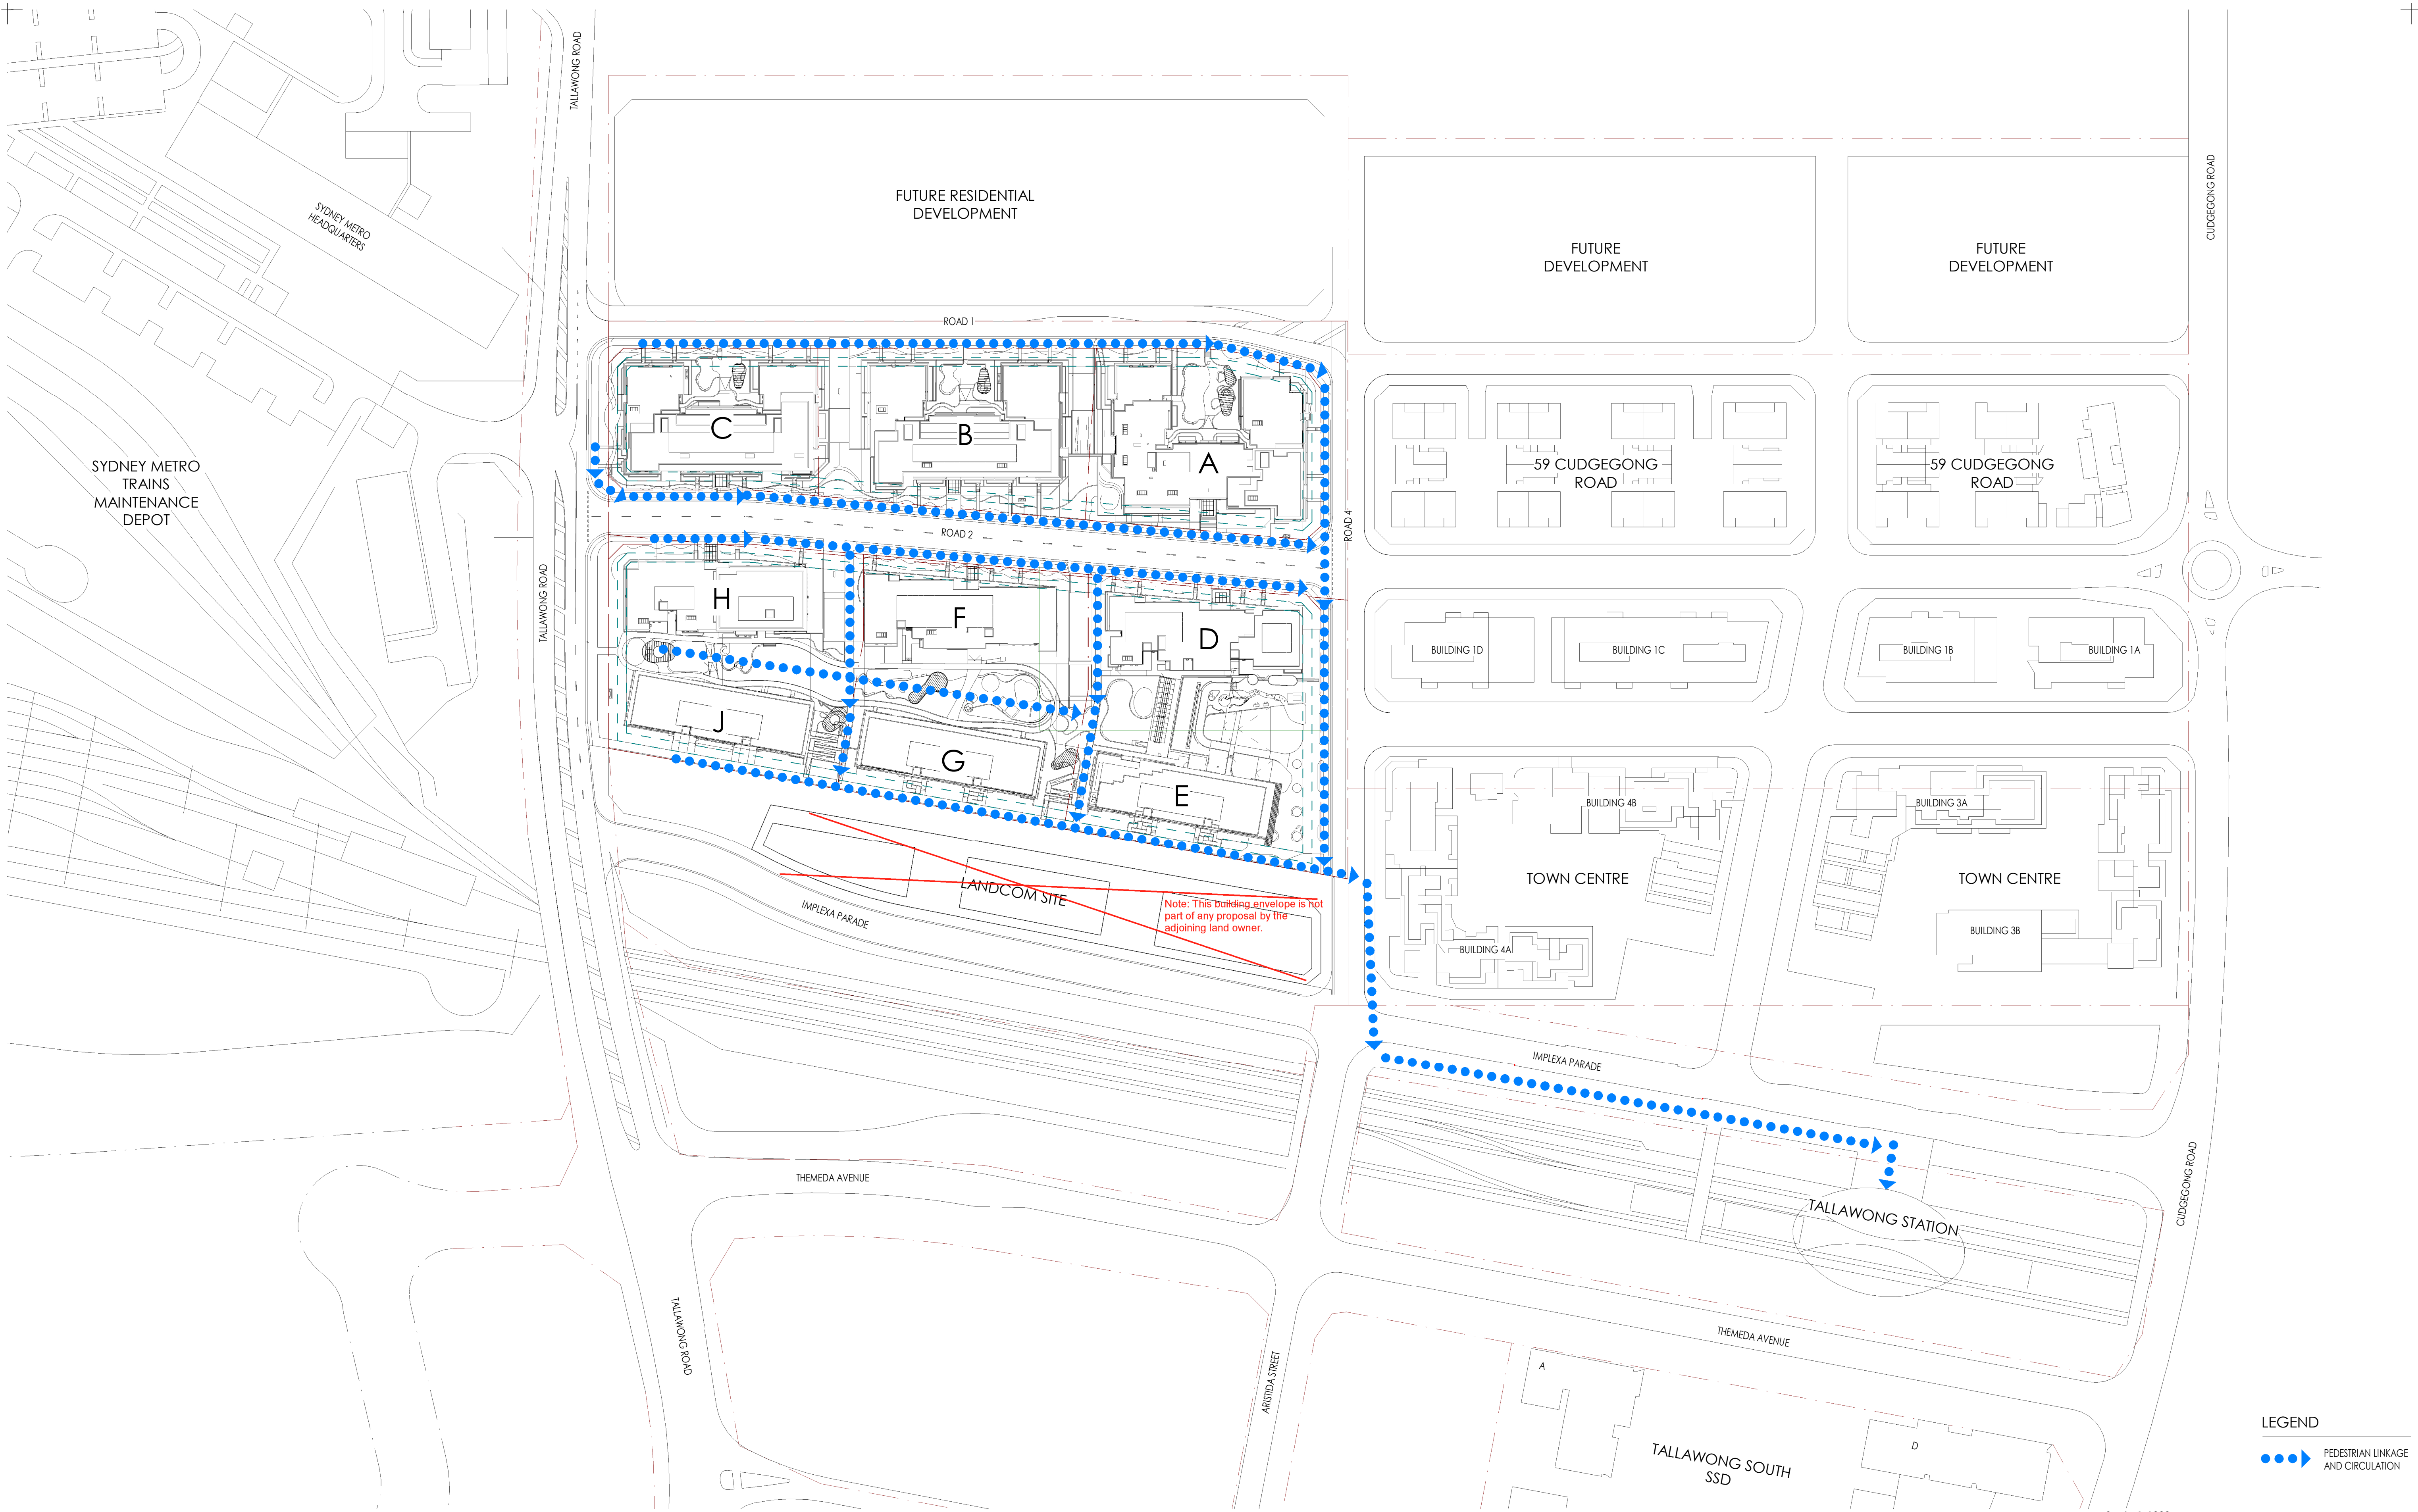 TALLAWONG ROAD
CUDGEGONG ROAD
SYDNEY METRO
HEADQUARTERS
FUTURE RESIDENTIAL
DEVELOPMENT
FUTURE
DEVELOPMENT
FUTURE
DEVELOPMENT
ROAD 1
C
B
A
SYDNEY METRO
TRAINS
MAINTENANCE
DEPOT
59 CUDGEGONG
ROAD
59 CUDGEGONG
ROAD
ROAD 2
ROAD 4
TALLAWONG ROAD
H
F
D
BUILDING 1D
BUILDING 1C
BUILDING 1B
BUILDING 1A
J
G
E
BUILDING 4B
BUILDING 3A
TOWN CENTRE
TOWN CENTRE
LANDCOM SITE
Note: This building envelope is not
part of any proposal by the
adjoining land owner.
IMPLEXA PARADE
BUILDING 4A
BUILDING 3B
IMPLEXA PARADE
THEMEDA AVENUE
TALLAWONG STATION
CUDGEGONG ROAD
TALLAWONG ROAD
ARISTIDA STREET
THEMEDA AVENUE
A
D
TALLAWONG SOUTH
SSD
LEGEND
PEDESTRIAN LINKAGE
AND CIRCULATION